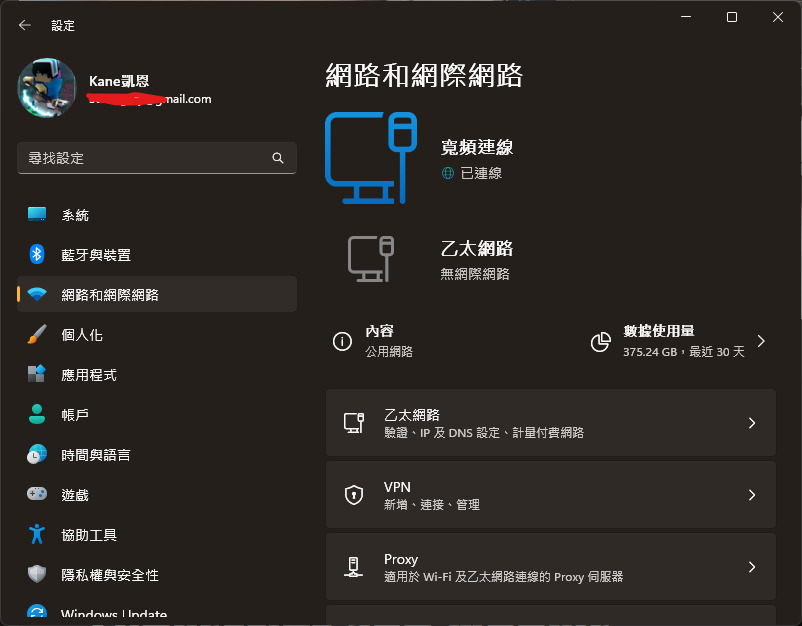 設定
Kane凱恩
mail.com
尋找設定
系統
藍牙與裝置
網路和網際網路
個人化
應用程式
帳戶
時間與語言
遊戲
協助工具
隱私權與安全性
Windows Update
網路和網際網路
寬頻連線
已連線
乙太網路
無網際網路
內容
公用網路
數據使用量
375.24 GB，最近 30 天
乙太網路
驗證、IP 及 DNS 設定、計量付費網路
VPN
新增、連接、管理
Proxy
適用於 Wi-Fi 及乙太網路連線的 Proxy 伺服器